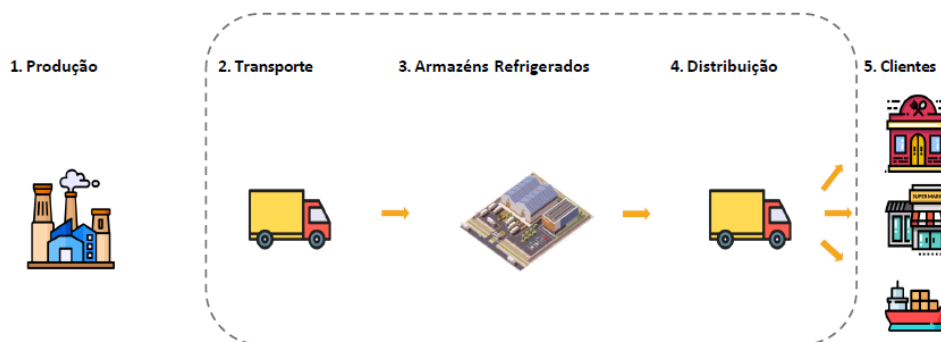 1. Produção
2. Transporte
3. Armazéns Refrigerados
4. Distribuição
5. Clientes